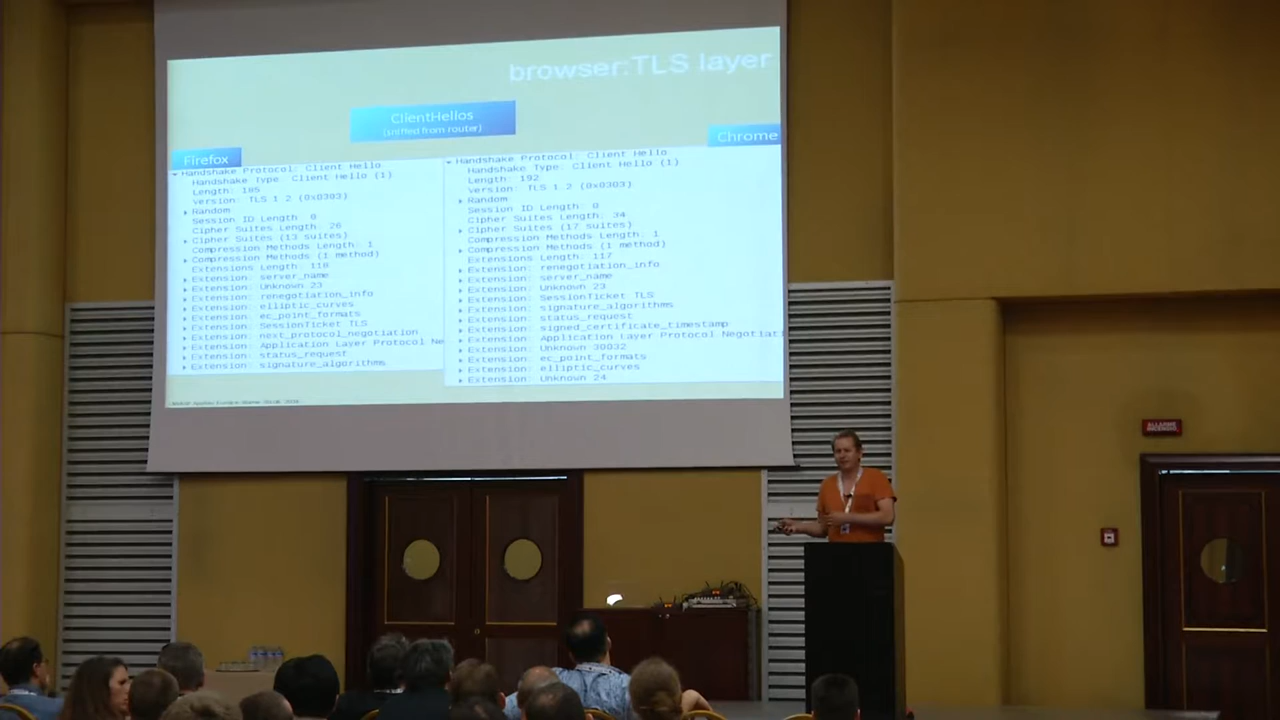 browser:TLS layer
ClientHellos
(sniffed from router)
Firefox
Handshake Protocol: Client Hello
Handshake Type: Client Hello (1)
Length: 185
Version: TLS 1.2 (0x0303)
Random
Session ID Length: 0
Cipher Suites Length: 26
Cipher Suites (13 suites)
Compression Methods Length: 1
Compression Methods (1 method)
Extensions Length: 118
Extension: server_name
Extension: Unknown 23
Extension: renegotiation_info
Extension: elliptic_curves
Extension: ec_point_formats
Extension: SessionTicket TLS
Extension: next_protocol_negotiation
Extension: Application Layer Protocol Ne
Extension: status_request
Extension: signature_algorithms
Chrome
Handshake Protocol: Client Hello
Handshake Type: Client Hello (1)
Length: 192
Version: TLS 1.2 (0x0303)
Random
Session ID Length: 0
Cipher Suites Length: 34
Cipher Suites (17 suites)
Compression Methods Length: 1
Compression Methods (1 method)
Extensions Length: 117
Extension: renegotiation_info
Extension: server_name
Extension: Unknown 23
Extension: SessionTicket TLS
Extension: signature_algorithms
Extension: status_request
Extension: signed_certificate_timestamp
Extension: Application Layer Protocol Negotiati
Extension: Unknown 30032
Extension: ec_point_formats
Extension: elliptic_curves
Extension: Unknown 24
ALLARME
INCENDIO